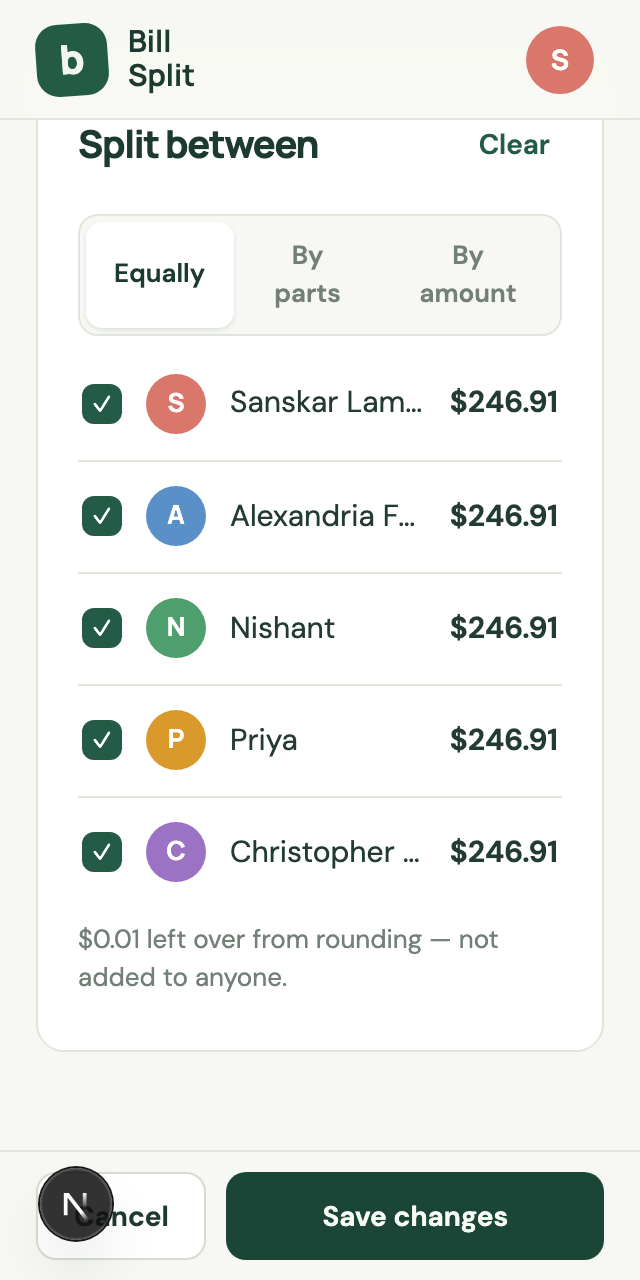 b
Bill
Split
S
Split between
Clear
Equally
By
parts
By
amount
S Sanskar Lam... $246.91
A Alexandria F... $246.91
N Nishant $246.91
P Priya $246.91
C Christopher ... $246.91
$0.01 left over from rounding — not
added to anyone.
N
Cancel
Save changes